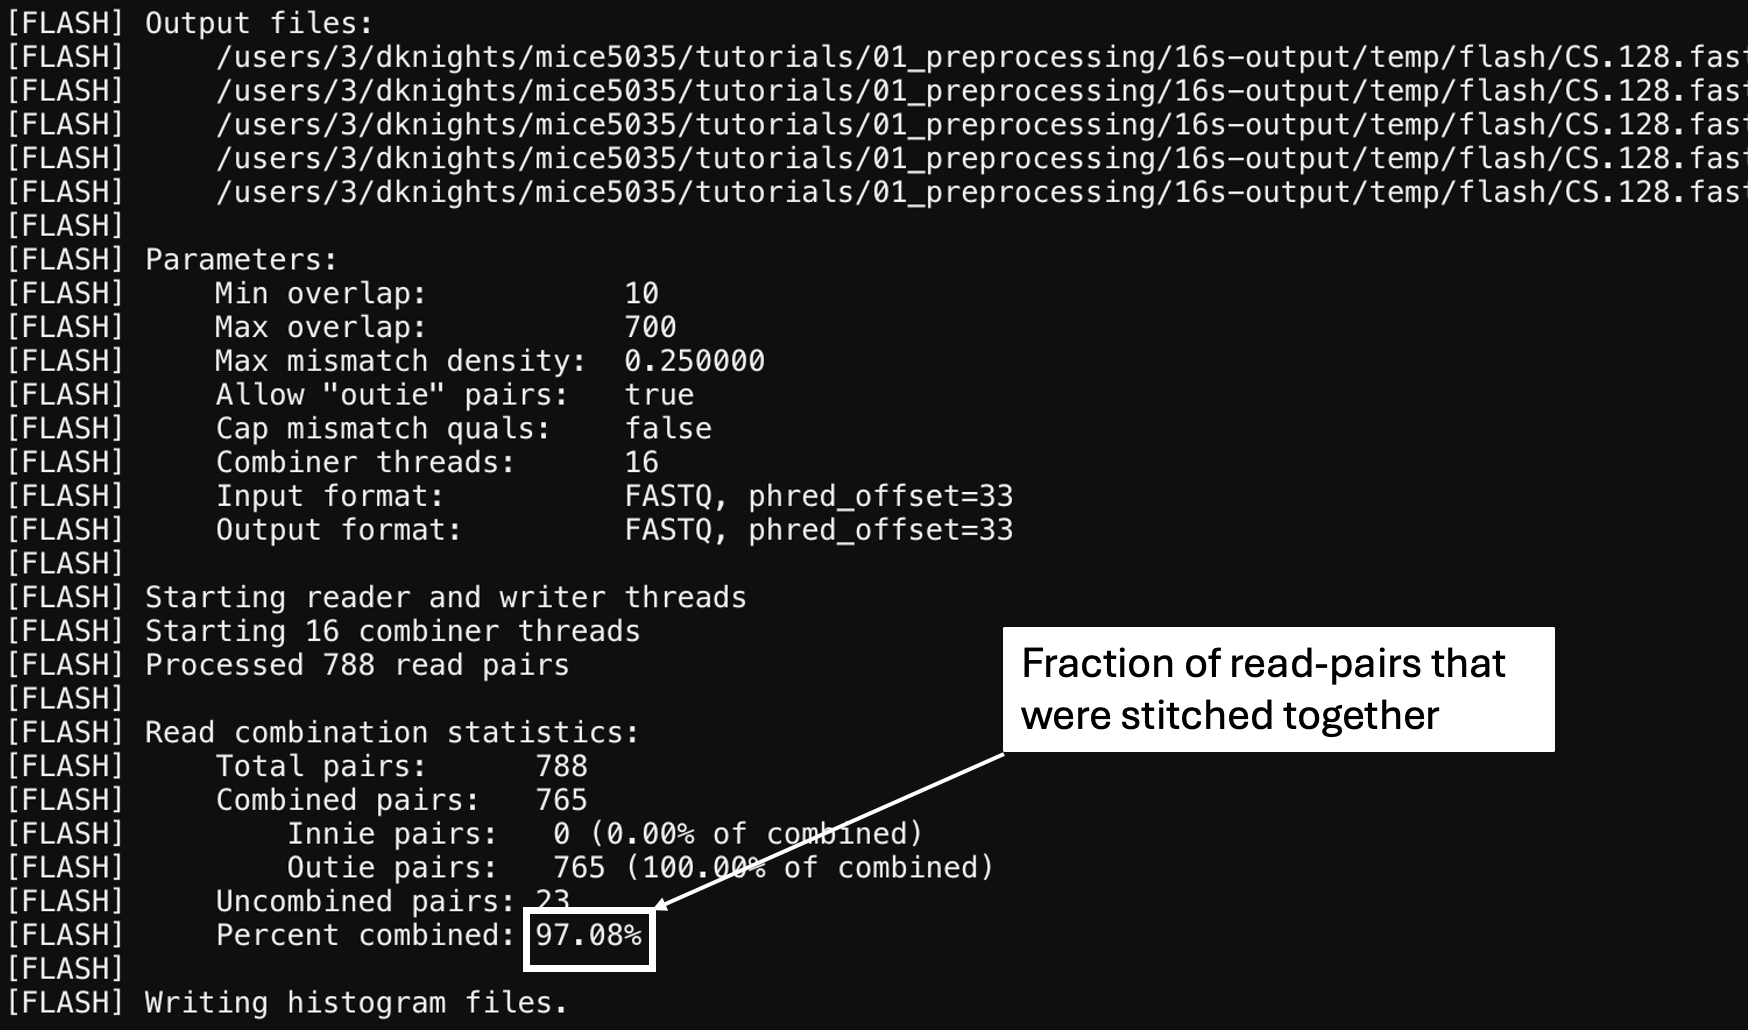 [FLASH] Output files:
[FLASH]     /users/3/dknights/mice5035/tutorials/01_preprocessing/16s-output/temp/flash/CS.128.fast
[FLASH]     /users/3/dknights/mice5035/tutorials/01_preprocessing/16s-output/temp/flash/CS.128.fast
[FLASH]     /users/3/dknights/mice5035/tutorials/01_preprocessing/16s-output/temp/flash/CS.128.fast
[FLASH]     /users/3/dknights/mice5035/tutorials/01_preprocessing/16s-output/temp/flash/CS.128.fast
[FLASH]     /users/3/dknights/mice5035/tutorials/01_preprocessing/16s-output/temp/flash/CS.128.fast
[FLASH]
[FLASH] Parameters:
[FLASH]     Min overlap:           10
[FLASH]     Max overlap:           700
[FLASH]     Max mismatch density:  0.250000
[FLASH]     Allow "outie" pairs:   true
[FLASH]     Cap mismatch quals:    false
[FLASH]     Combiner threads:      16
[FLASH]     Input format:          FASTQ, phred_offset=33
[FLASH]     Output format:         FASTQ, phred_offset=33
[FLASH]
[FLASH] Starting reader and writer threads
[FLASH] Starting 16 combiner threads
[FLASH] Processed 788 read pairs
[FLASH]
[FLASH] Read combination statistics:
[FLASH]     Total pairs:      788
[FLASH]     Combined pairs:   765
[FLASH]         Innie pairs:   0 (0.00% of combined)
[FLASH]         Outie pairs:   765 (100.00% of combined)
[FLASH]     Uncombined pairs: 23
[FLASH]     Percent combined: 97.08%
[FLASH]
[FLASH] Writing histogram files.
Fraction of read-pairs that
were stitched together